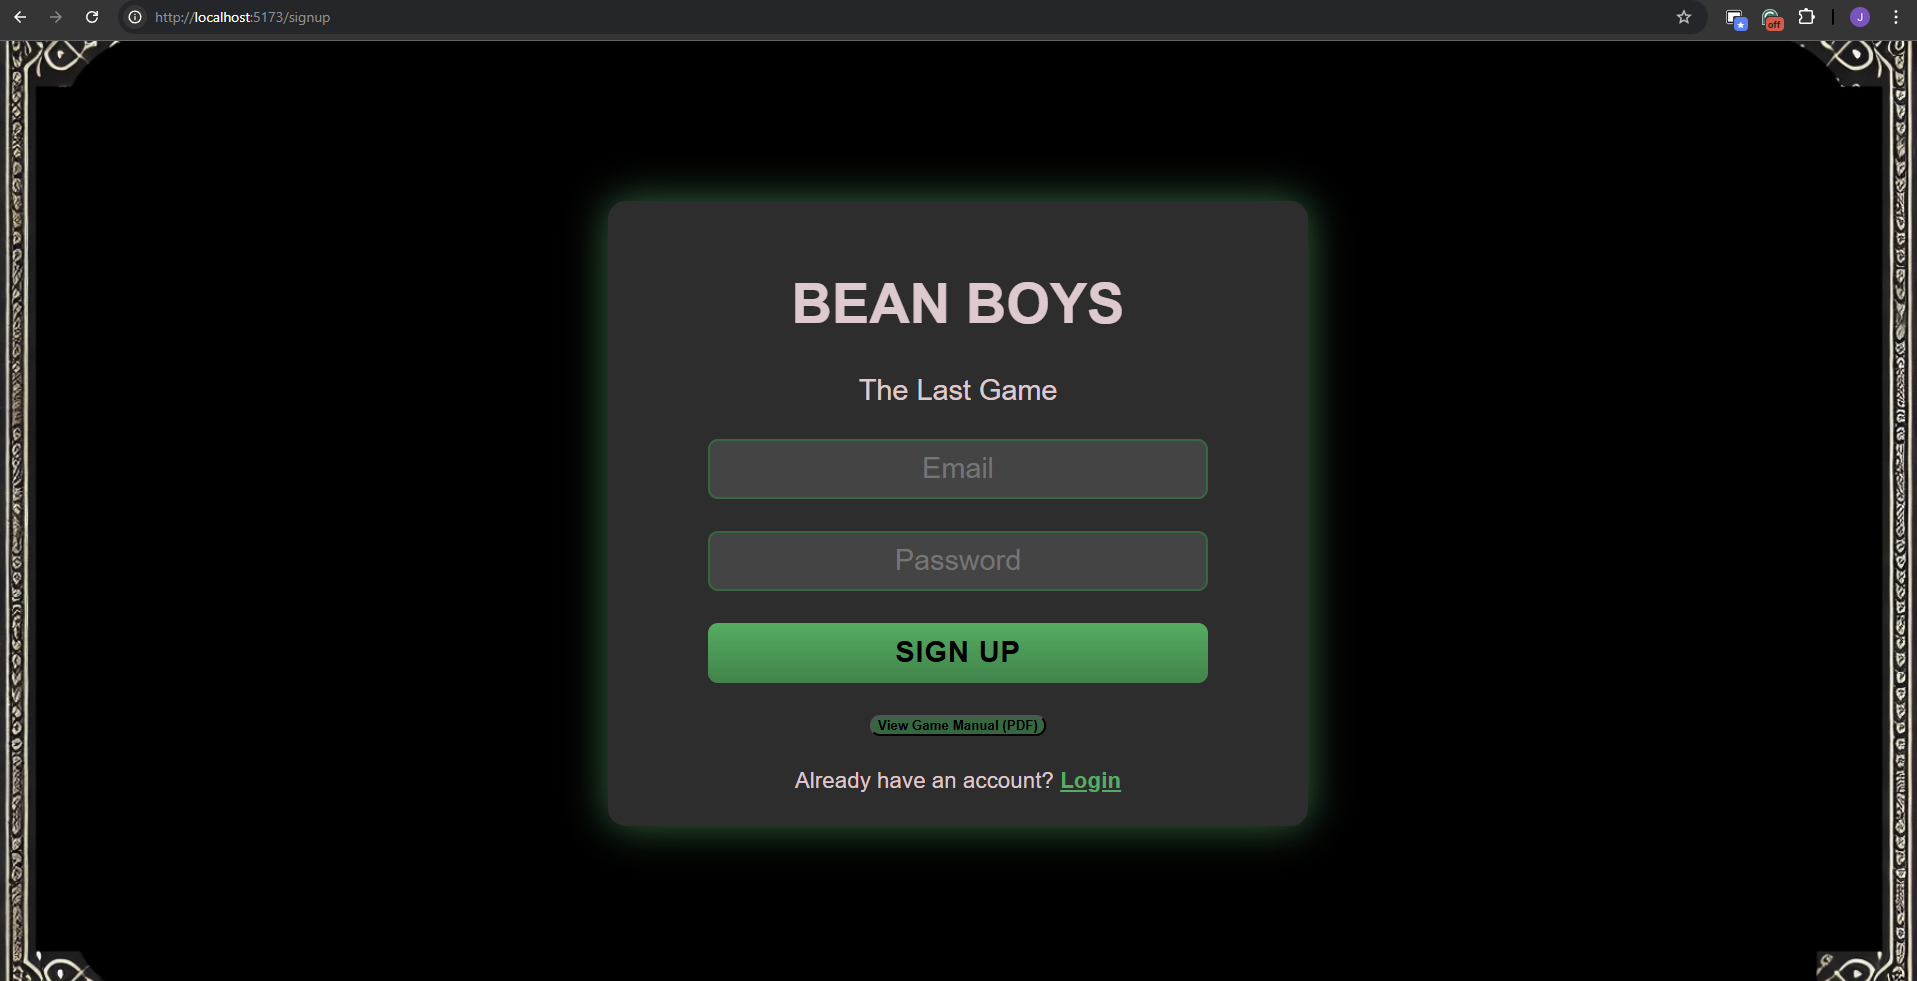 http://localhost:5173/signup
off
J
BEAN BOYS
The Last Game
Email
Password
SIGN UP
View Game Manual (PDF)
Already have an account? Login